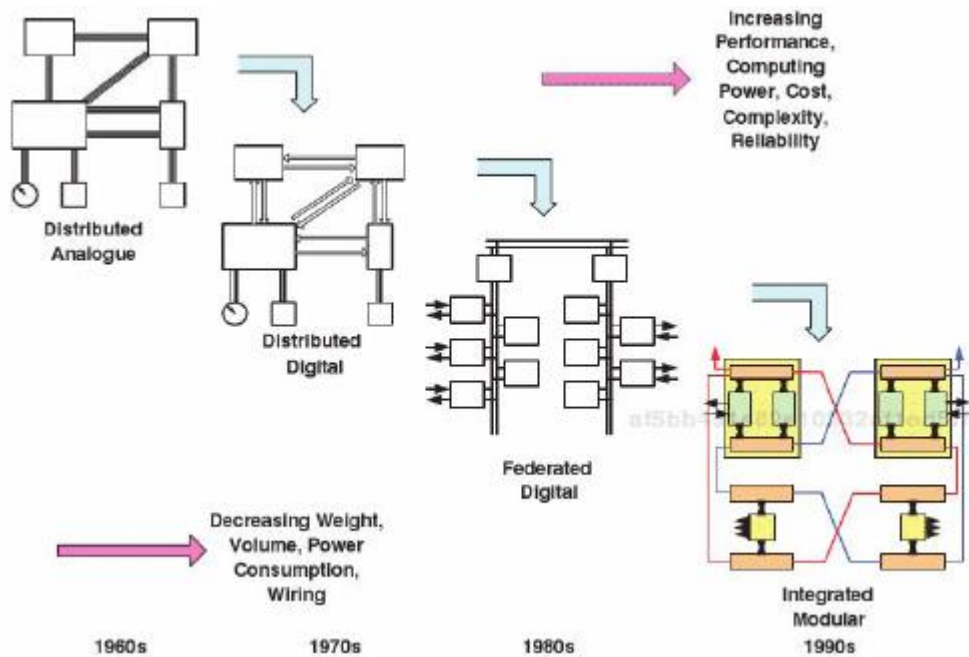 Increasing
Performance,
Computing
Power, Cost,
Complexity,
Reliability
Distributed
Analogue
Distributed
Digital
Federated
Digital
Integrated
Modular
Decreasing Weight,
Volume, Power
Consumption,
Wiring
1960s
1970s
1980s
1990s